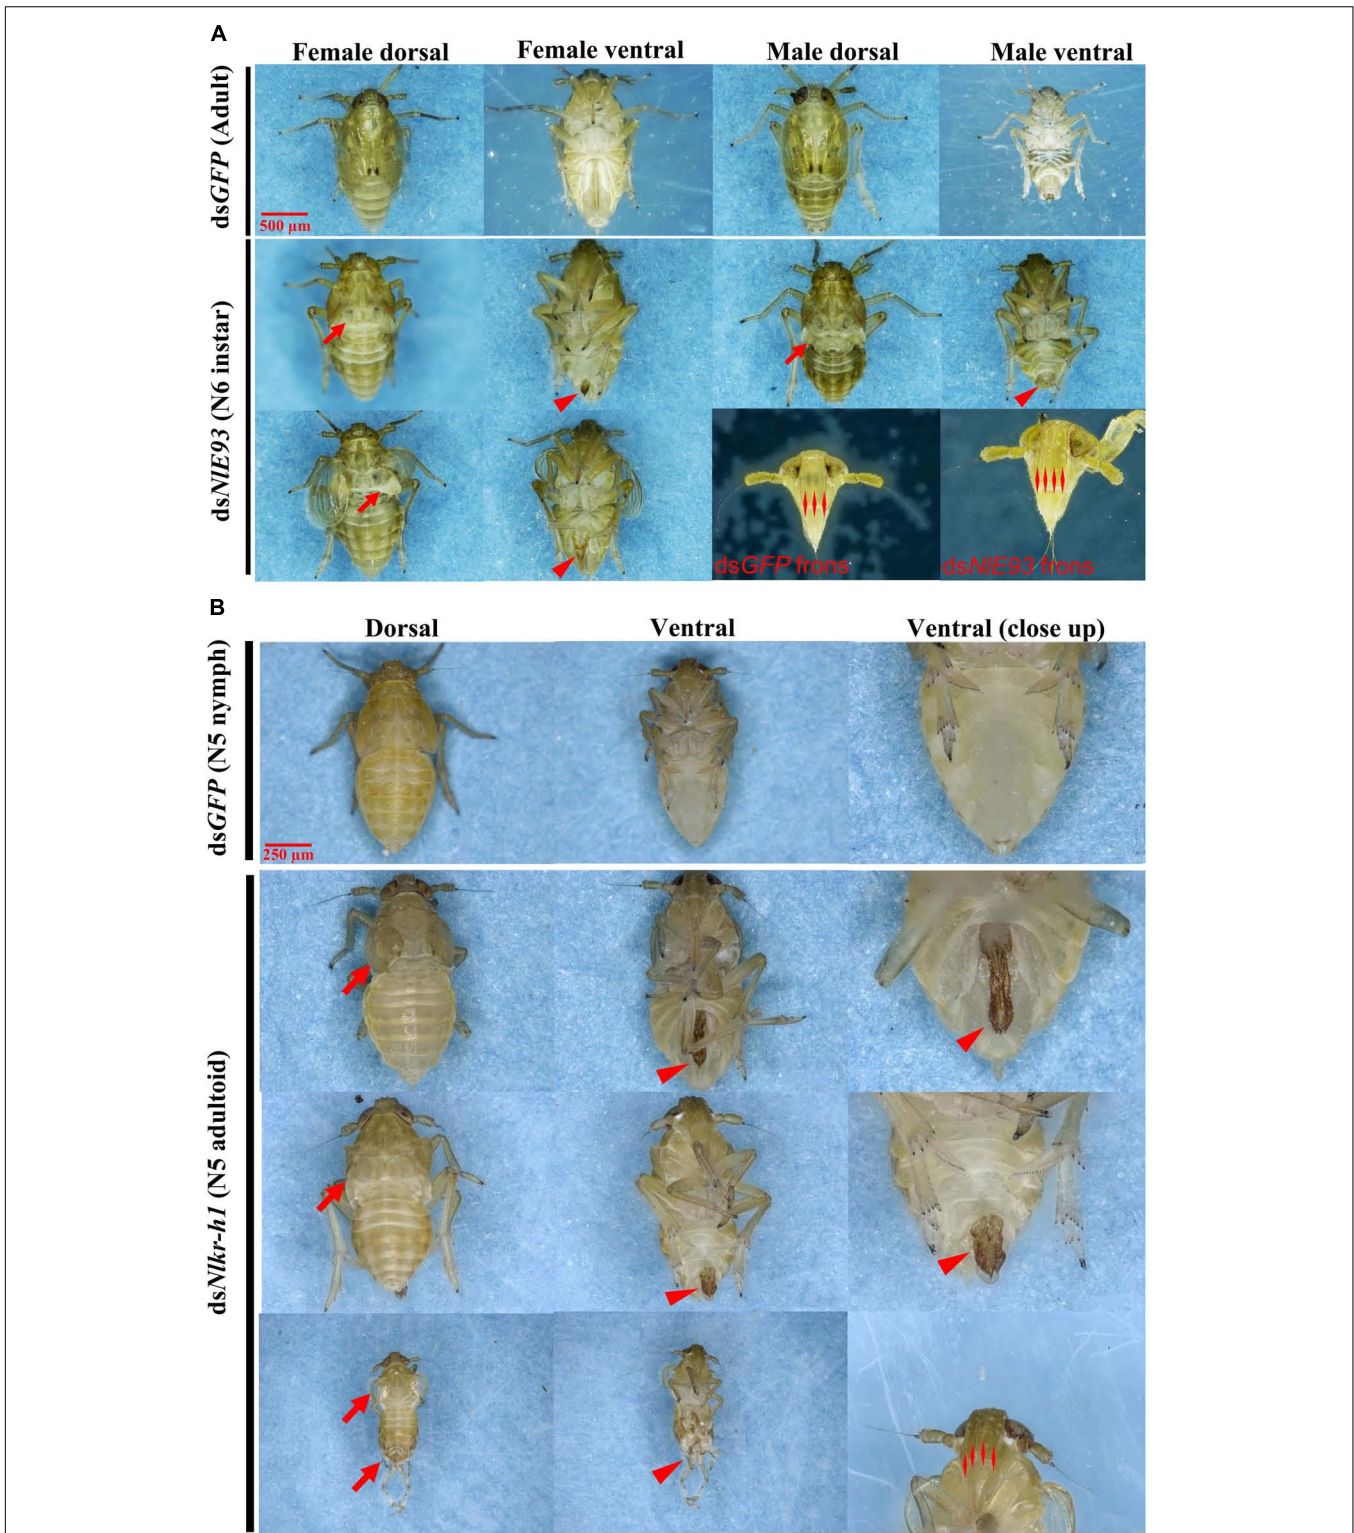 A
Female dorsal
Female ventral
Male dorsal
Male ventral
dsGFP (Adult)
500 µm
dsNlE93 (N6 instar)
dsGFP frons
dsNlE93 frons
B
Dorsal
Ventral
Ventral (close up)
dsGFP (N5 nymph)
250 µm
dsNlkr-h1 (N5 adultoid)